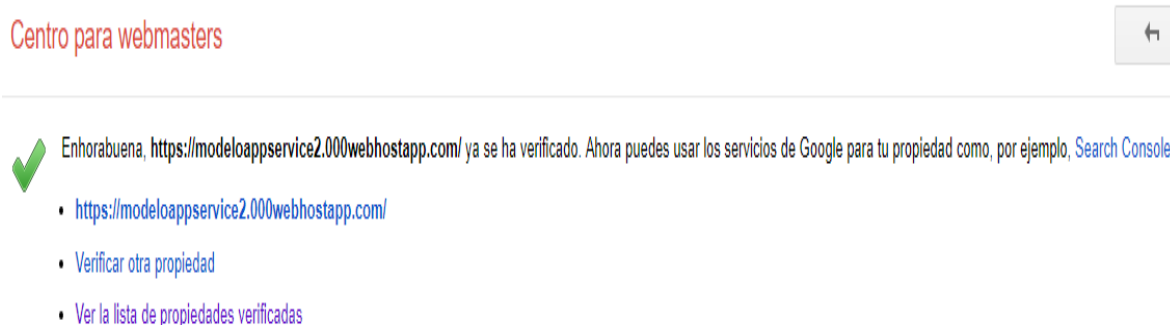 Centro para webmasters
Enhorabuena, https://modeloappservice2.000webhostapp.com/ ya se ha verificado. Ahora puedes usar los servicios de Google para tu propiedad como, por ejemplo, Search Console
• https://modeloappservice2.000webhostapp.com/
• Verificar otra propiedad
• Ver la lista de propiedades verificadas